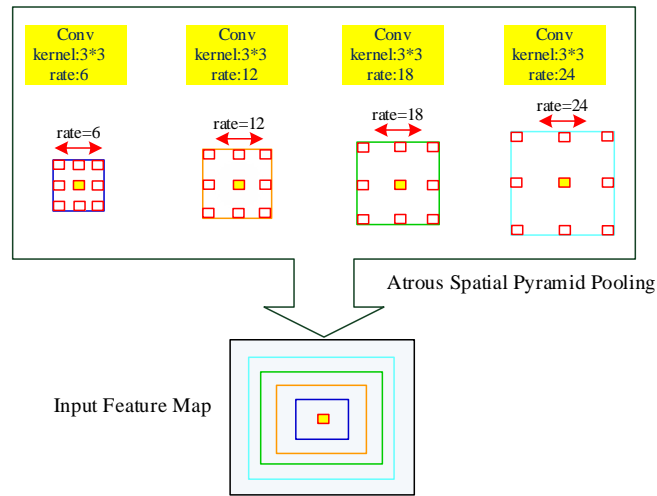 Conv
kernel:3*3
rate:6
Conv
kernel:3*3
rate:12
Conv
kernel:3*3
rate:18
Conv
kernel:3*3
rate:24
rate=6
rate=12
rate=18
rate=24
Atrous Spatial Pyramid Pooling
Input Feature Map